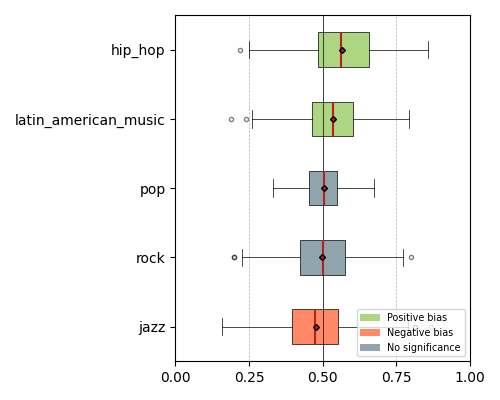 hip_hop
latin_american_music
pop
rock
jazz
Positive bias
Negative bias
No significance
0.00 0.25 0.50 0.75 1.00